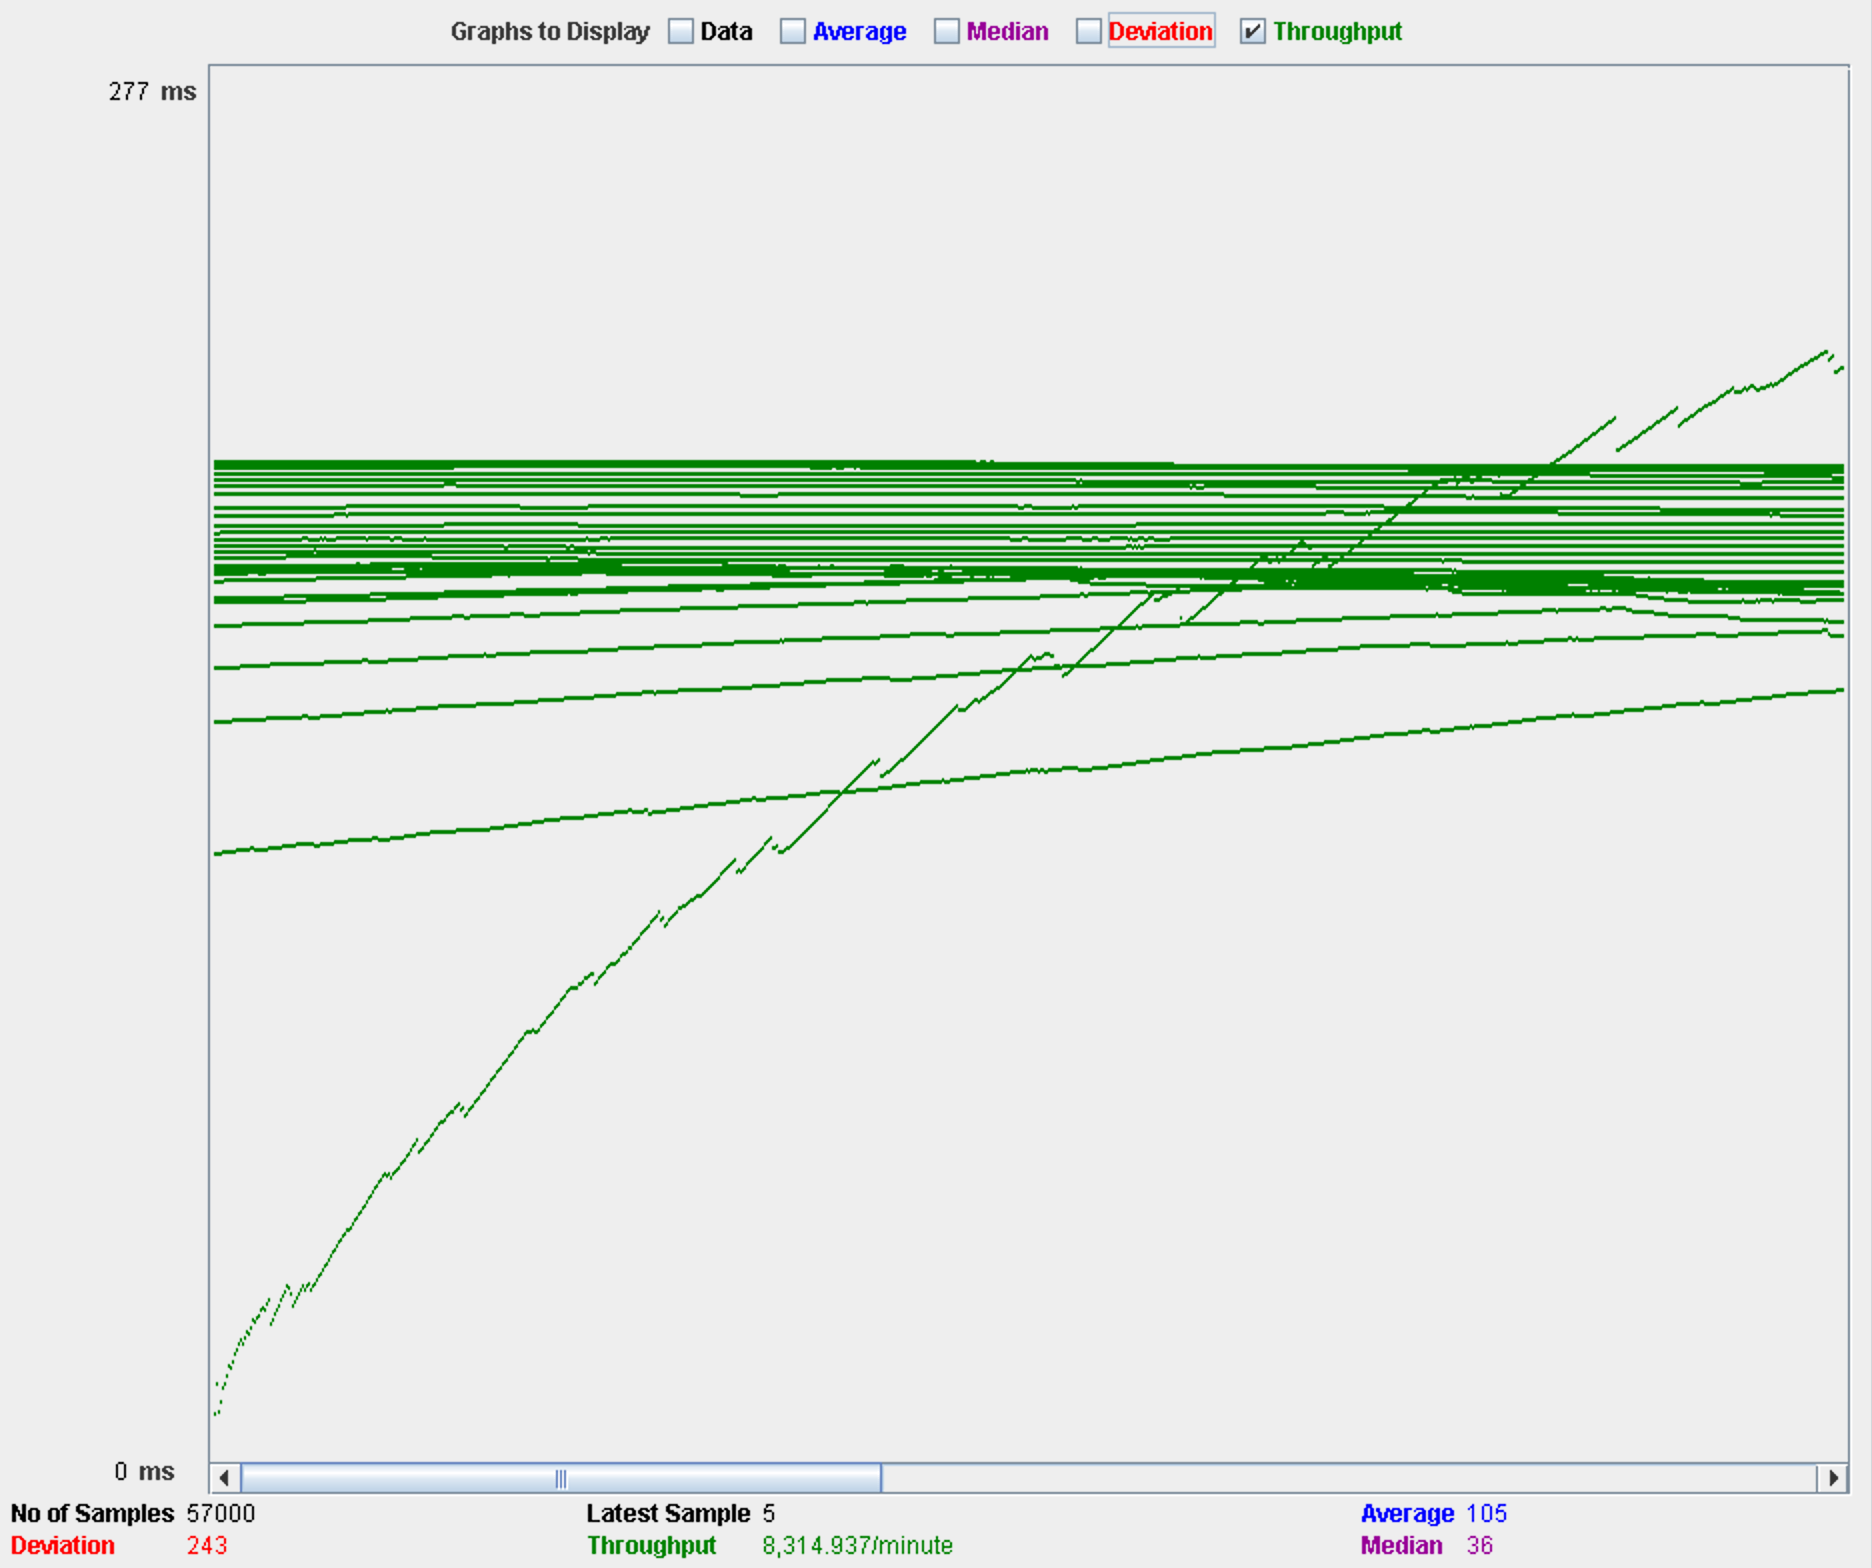 Graphs to Display Data Average Median Deviation Throughput
277 ms
0 ms
No of Samples 57000 Latest Sample 5 Average 105
Deviation 243 Throughput 8,314.937/minute Median 36